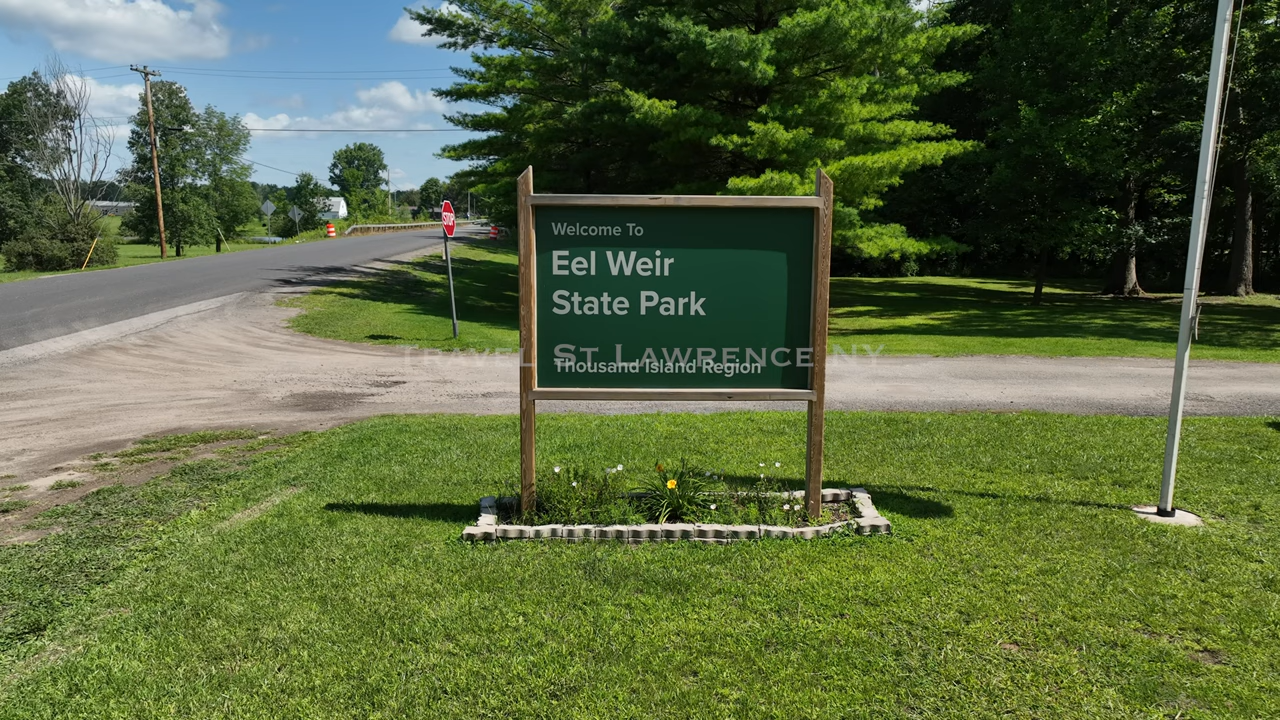 STOP
Welcome To
Eel Weir
State Park
Travel St Lawrence NY
Thousand Island Region